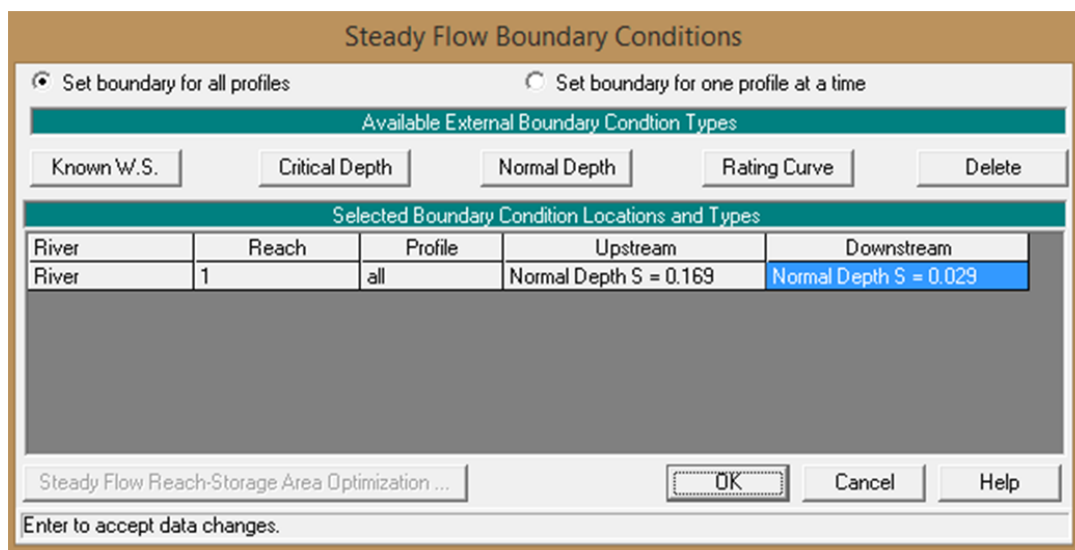 Steady Flow Boundary Conditions
Set boundary for all profiles Set boundary for one profile at a time
Available External Boundary Condtion Types
Known W.S. Critical Depth Normal Depth Rating Curve Delete
Selected Boundary Condition Locations and Types
River Reach Profile Upstream Downstream
River 1 all Normal Depth S = 0.169 Normal Depth S = 0.029
Steady Flow Reach-Storage Area Optimization ... OK Cancel Help
Enter to accept data changes.